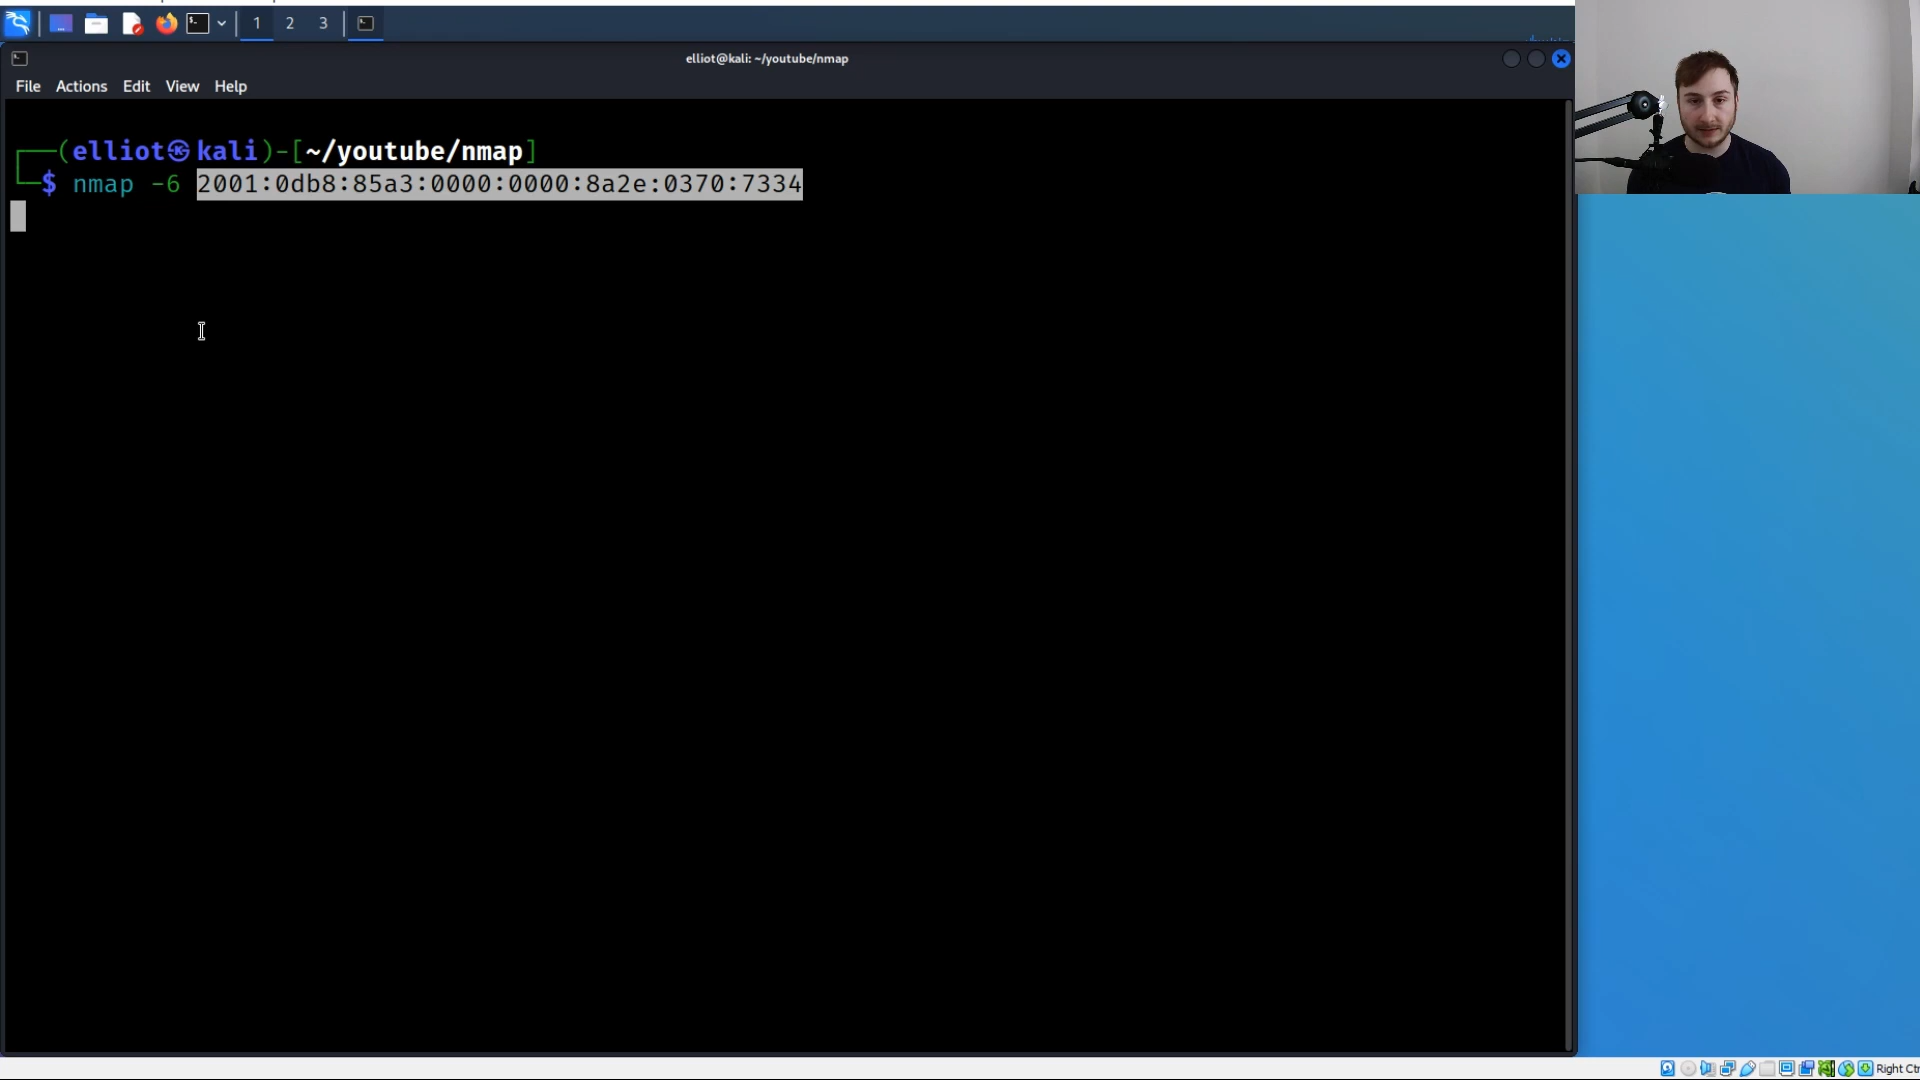 1 2 3
elliot@kali: ~/youtube/nmap
File Actions Edit View Help
┌──(elliot㉿kali)-[~/youtube/nmap]
└─$ nmap -6 2001:0db8:85a3:0000:0000:8a2e:0370:7334
Right Ctr